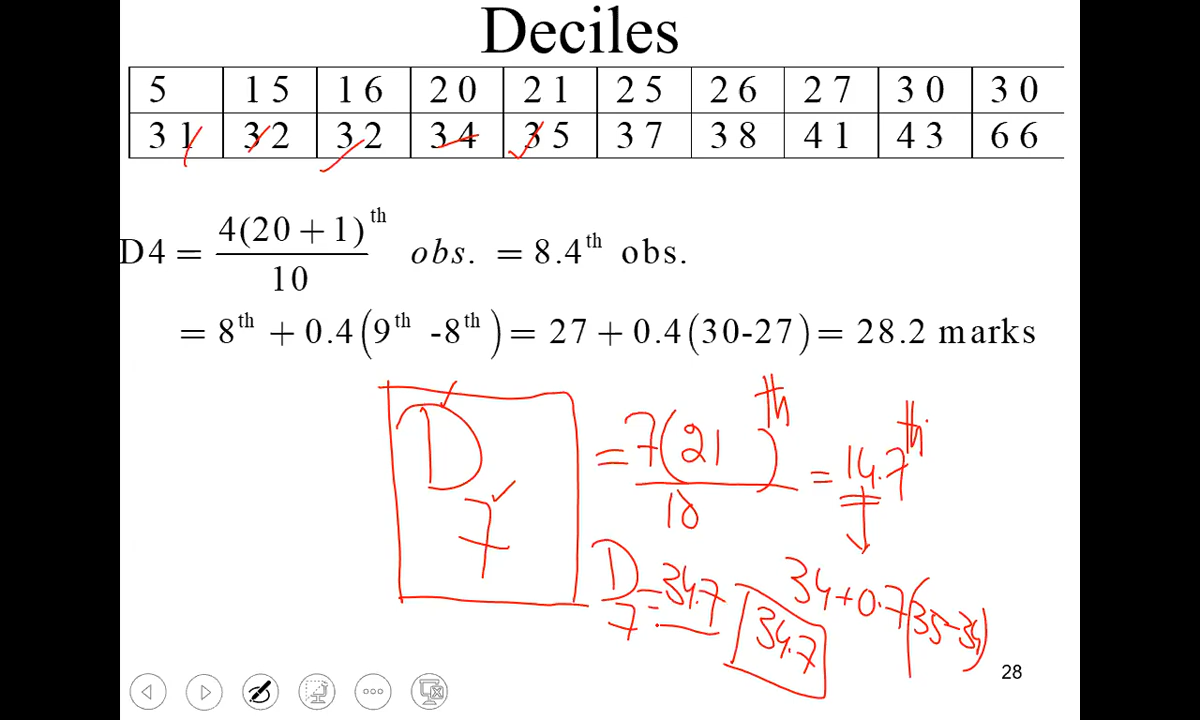 Deciles
5 15 16 20 21 25 26 27 30 30
31 32 32 34 35 37 38 41 43 66
D4 = 4(20+1)th / 10 obs. = 8.4th obs.
= 8th + 0.4(9th -8th) = 27 + 0.4(30-27) = 28.2 marks
D7 = 7(21)th / 10 = 14.7th
34+0.7(35-34)
D7 = 34.7
34.7
28